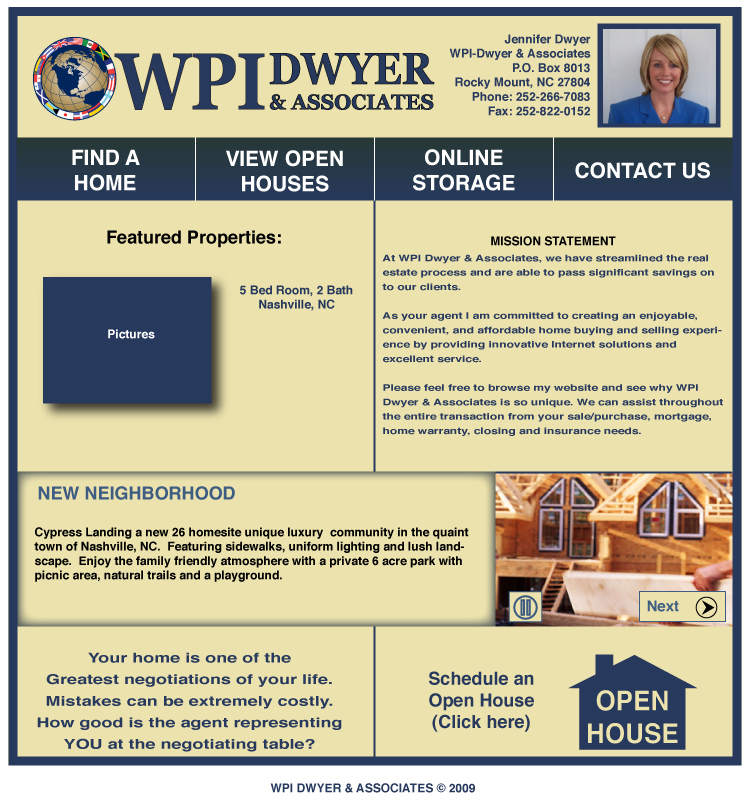 WPI DWYER
& ASSOCIATES
Jennifer Dwyer
WPI-Dwyer & Associates
P.O. Box 8013
Rocky Mount, NC 27804
Phone: 252-266-7083
Fax: 252-822-0152
FIND A
HOME
VIEW OPEN
HOUSES
ONLINE
STORAGE
CONTACT US
Featured Properties:
Pictures
5 Bed Room, 2 Bath
Nashville, NC
MISSION STATEMENT
At WPI Dwyer & Associates, we have streamlined the real
estate process and are able to pass significant savings on
to our clients.
As your agent I am committed to creating an enjoyable,
convenient, and affordable home buying and selling experi-
ence by providing innovative Internet solutions and
excellent service.
Please feel free to browse my website and see why WPI
Dwyer & Associates is so unique. We can assist throughout
the entire transaction from your sale/purchase, mortgage,
home warranty, closing and insurance needs.
NEW NEIGHBORHOOD
Cypress Landing a new 26 homesite unique luxury  community in the quaint
town of Nashville, NC.  Featuring sidewalks, uniform lighting and lush land-
scape.  Enjoy the family friendly atmosphere with a private 6 acre park with
picnic area, natural trails and a playground.
Next
Your home is one of the
Greatest negotiations of your life.
Mistakes can be extremely costly.
How good is the agent representing
YOU at the negotiating table?
Schedule an
Open House
(Click here)
OPEN
HOUSE
WPI DWYER & ASSOCIATES © 2009